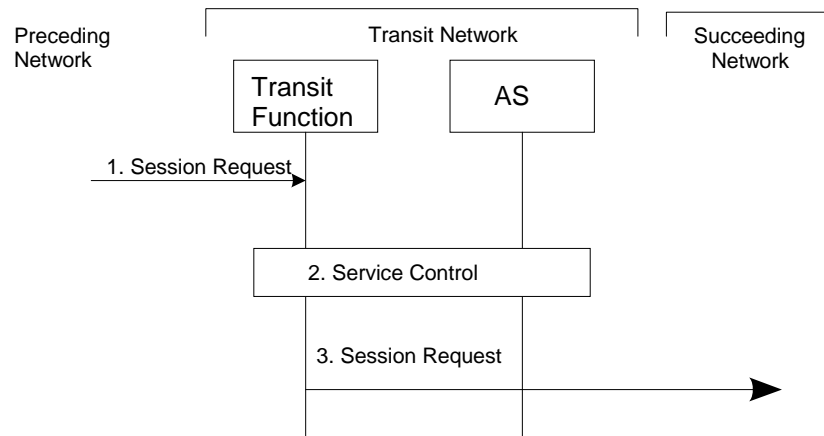 Preceding
Network
Transit Network
Succeeding
Network
Transit
Function
AS
1. Session Request
2. Service Control
3. Session Request